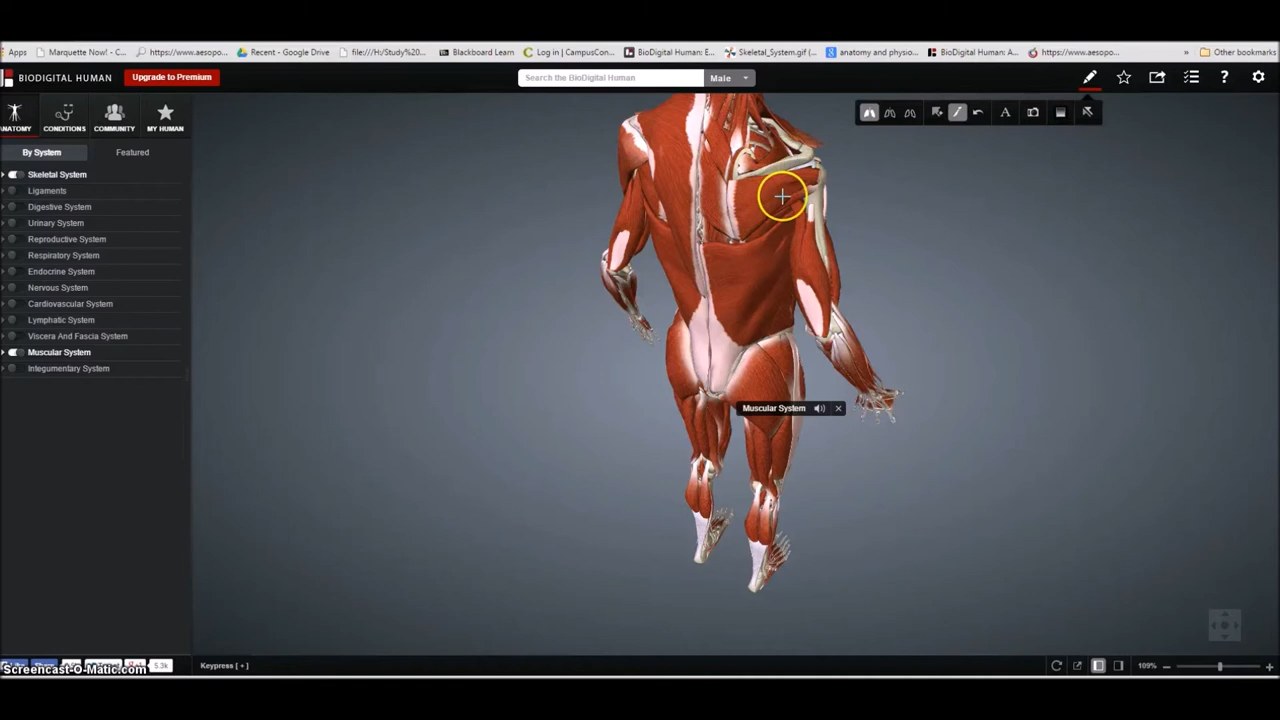 Apps Marquette Now! - C... https://www.aesopo... Recent - Google Drive file:///H:/Study%20... Blackboard Learn Log in | CampusCon... BioDigital Human: E... Skeletal_System.gif (... anatomy and physio... BioDigital Human: A... https://www.aesopo... » Other bookmarks
BIODIGITAL HUMAN Upgrade to Premium Search the BioDigital Human Male
ANATOMY CONDITIONS COMMUNITY MY HUMAN
By System Featured
Skeletal System
Ligaments
Digestive System
Urinary System
Reproductive System
Respiratory System
Endocrine System
Nervous System
Cardiovascular System
Lymphatic System
Viscera And Fascia System
Muscular System
Integumentary System
Muscular System
5.3k Keypress [ + ] 109%
Screencast-O-Matic.com